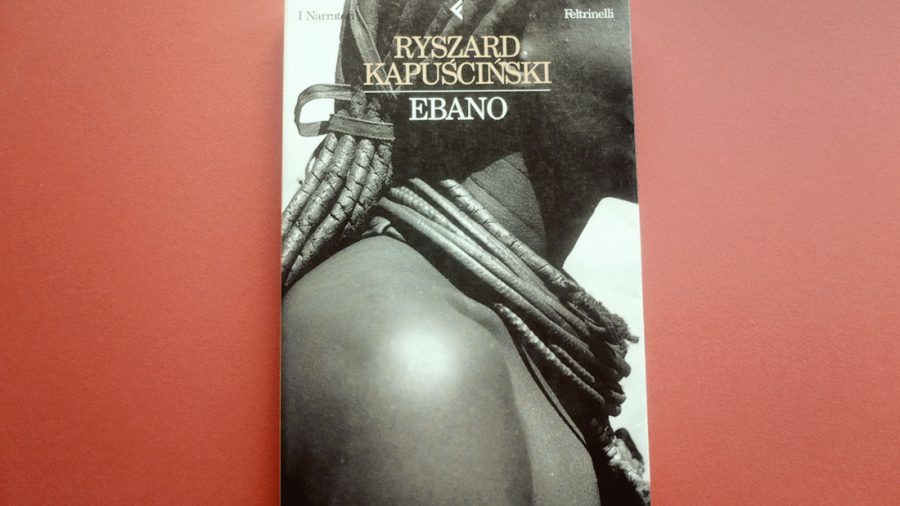 I Narratori
Feltrinelli
RYSZARD
KAPUŚCIŃSKI
EBANO